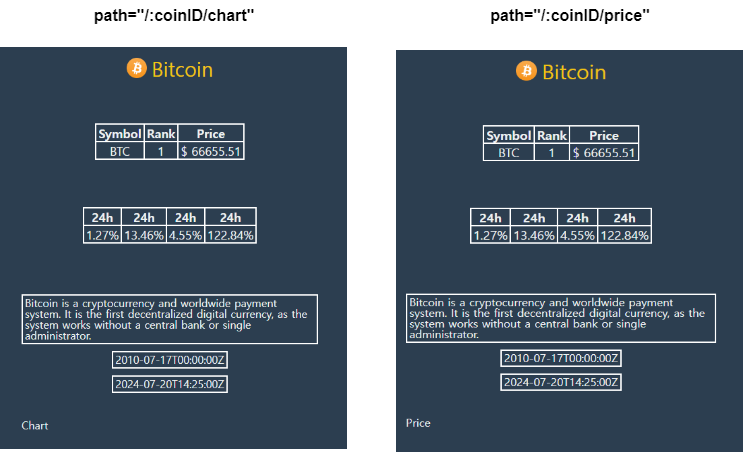 path="/:coinID/chart"
Bitcoin
Symbol Rank Price
BTC 1 $ 66655.51
24h 24h 24h 24h
1.27% 13.46% 4.55% 122.84%
Bitcoin is a cryptocurrency and worldwide payment
system. It is the first decentralized digital currency, as the
system works without a central bank or single
administrator.
2010-07-17T00:00:00Z
2024-07-20T14:25:00Z
Chart
path="/:coinID/price"
Bitcoin
Symbol Rank Price
BTC 1 $ 66655.51
24h 24h 24h 24h
1.27% 13.46% 4.55% 122.84%
Bitcoin is a cryptocurrency and worldwide payment
system. It is the first decentralized digital currency, as the
system works without a central bank or single
administrator.
2010-07-17T00:00:00Z
2024-07-20T14:25:00Z
Price